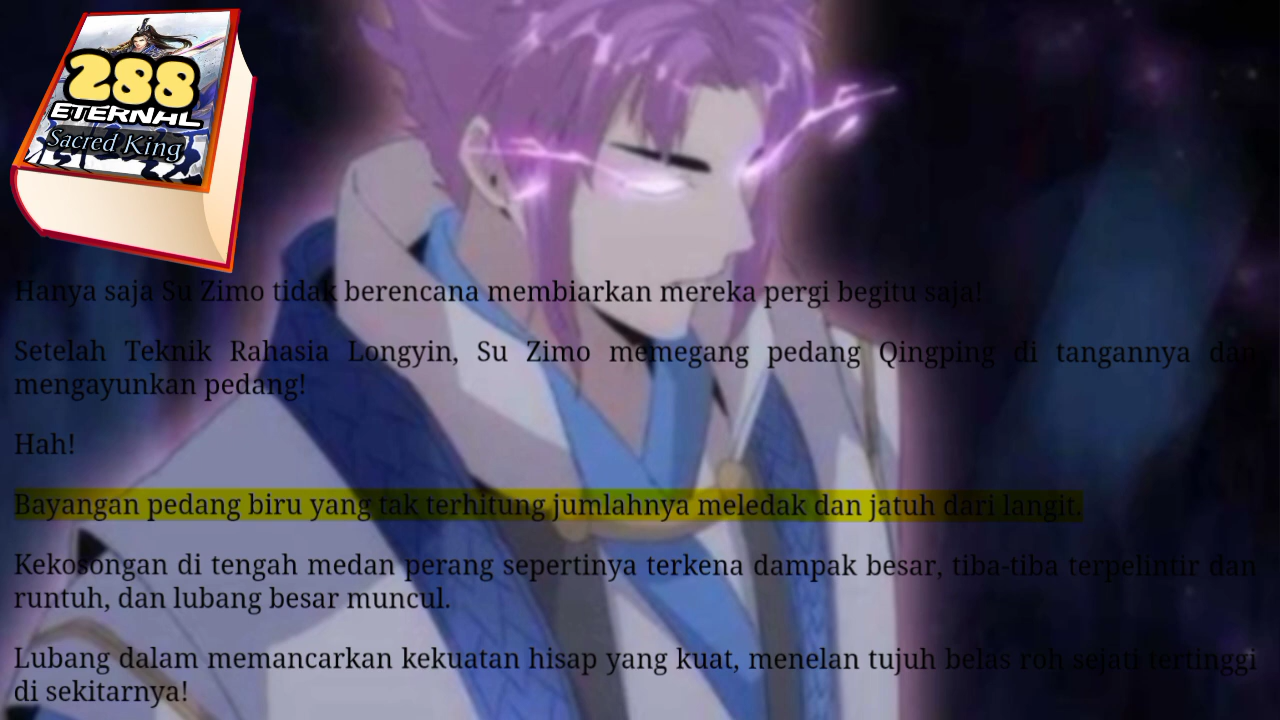 288
ETERNAL
Sacred King
Hanya saja Su Zimo tidak berencana membiarkan mereka pergi begitu saja!
Setelah Teknik Rahasia Longyin, Su Zimo memegang pedang Qingping di tangannya dan
mengayunkan pedang!
Hah!
Bayangan pedang biru yang tak terhitung jumlahnya meledak dan jatuh dari langit.
Kekosongan di tengah medan perang sepertinya terkena dampak besar, tiba-tiba terpelintir dan
runtuh, dan lubang besar muncul.
Lubang dalam memancarkan kekuatan hisap yang kuat, menelan tujuh belas roh sejati tertinggi
di sekitarnya!